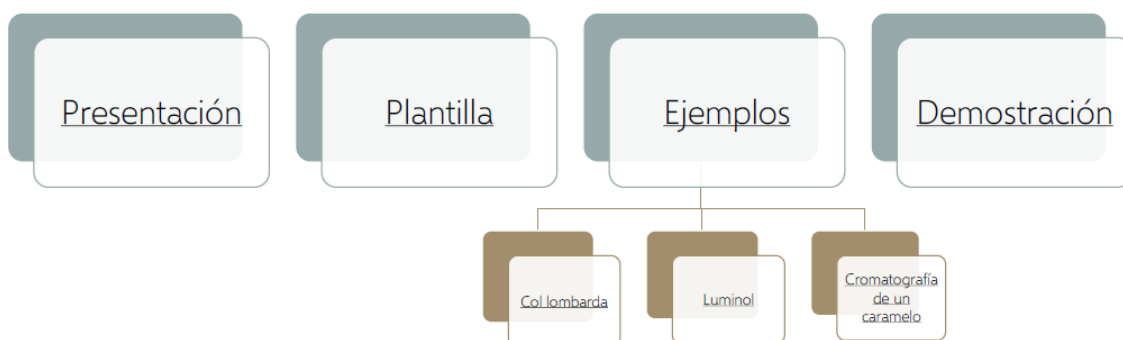 Presentación
Plantilla
Ejemplos
Demostración
Col lombarda
Luminol
Cromatografía
de un
caramelo